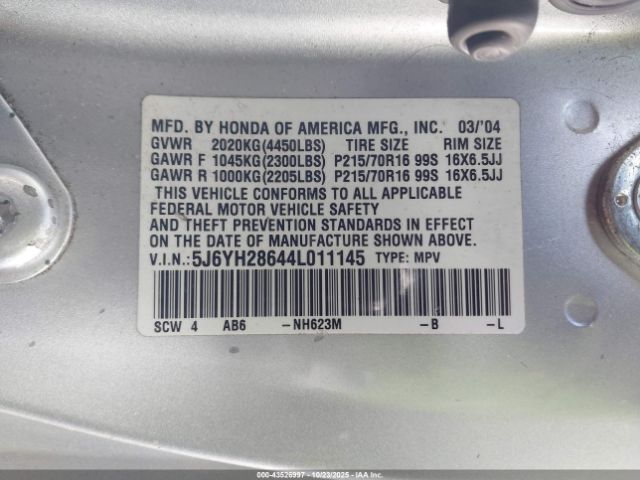 MFD. BY HONDA OF AMERICA MFG., INC. 03/'04
GVWR 2020KG(4450LBS) TIRE SIZE RIM SIZE
GAWR F 1045KG(2300LBS) P215/70R16 99S 16X6.5JJ
GAWR R 1000KG(2205LBS) P215/70R16 99S 16X6.5JJ
THIS VEHICLE CONFORMS TO ALL APPLICABLE
FEDERAL MOTOR VEHICLE SAFETY
AND THEFT PREVENTION STANDARDS IN EFFECT
ON THE DATE OF MANUFACTURE SHOWN ABOVE.
V.I.N.:5J6YH28644L011145 TYPE: MPV
SCW 4 AB6 -NH623M -B -L
© - 43526997 - 10/23/2025 - IAAI.COM